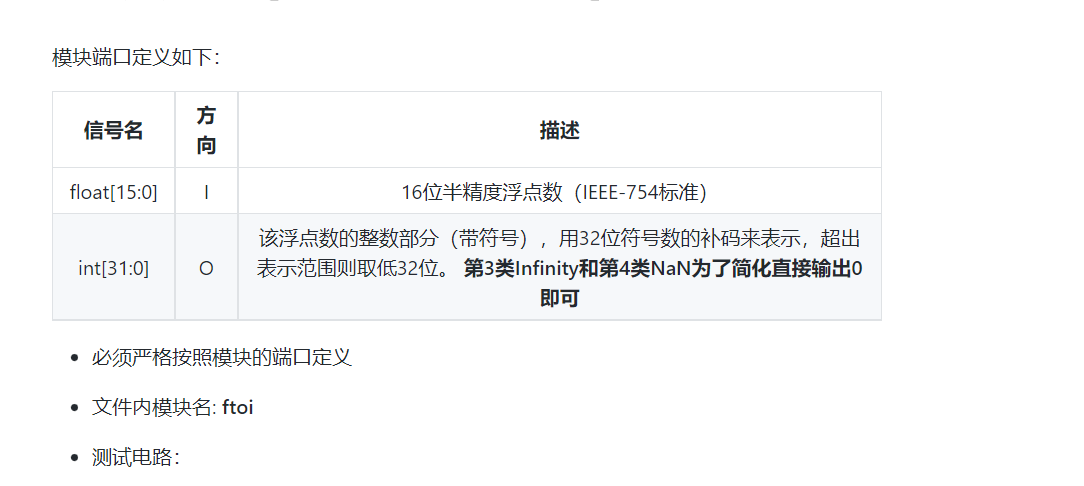 模块端口定义如下：
信号名
方
向
描述
float[15:0]
I
16位半精度浮点数（IEEE-754标准）
int[31:0]
O
该浮点数的整数部分（带符号），用32位符号数的补码来表示，超出
表示范围则取低32位。 第3类Infinity和第4类NaN为了简化直接输出0
即可
必须严格按照模块的端口定义
文件内模块名: ftoi
测试电路：